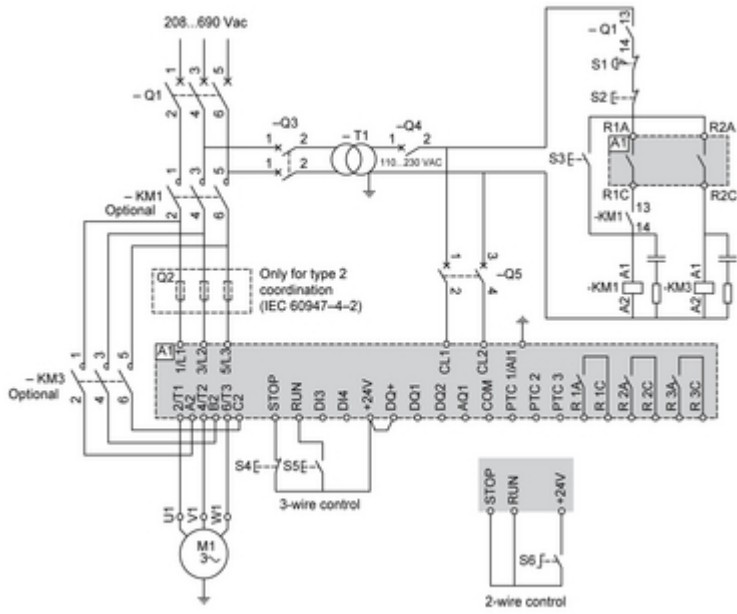 208...690 Vac
1 3 5
– Q1
2 4 6
–Q3
1 2
1 2
– T1
–Q4
1 2
110...230 VAC
– Q1
13
14
S1
S2
S3
R1A R2A
A1
R1C R2C
–KM1
13
14
-KM1
A1
A2
-KM3
A1
A2
– KM1
Optional
1 3 5
2 4 6
Q2
Only for type 2
coordination
(IEC 60947–4–2)
1 3
–Q5
2 4
– KM3
Optional
1 3 5
2 4 6
A1
1/L1 3/L2 5/L3 CL1 CL2
2/T1 A2 4/T2 B2 6/T3 C2 STOP RUN DI3 DI4 +24V DQ+ DQ1 DQ2 AQ1 COM PTC 1/AI1 PTC 2 PTC 3 R 1A R 1C R 2A R 2C R 3A R 3C
S4 S5
3-wire control
U1 V1 W1
M1
3
STOP RUN +24V
S6
2-wire control